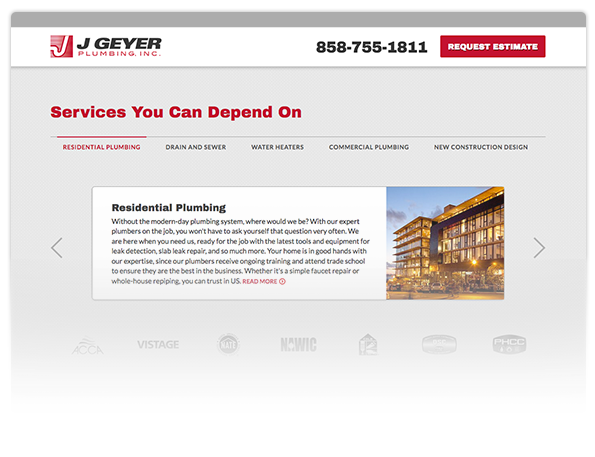 J GEYER
PLUMBING, INC.
858-755-1811
REQUEST ESTIMATE
Services You Can Depend On
RESIDENTIAL PLUMBING
DRAIN AND SEWER
WATER HEATERS
COMMERCIAL PLUMBING
NEW CONSTRUCTION DESIGN
Residential Plumbing
Without the modern-day plumbing system, where would we be? With our expert
plumbers on the job, you won't have to ask yourself that question very often. We
are here when you need us, ready for the job with the latest tools and equipment for
leak detection, slab leak repair, and so much more. Your home is in good hands with
our expertise, since our plumbers receive ongoing training and attend trade school
to ensure they are the best in the business. Whether it's a simple faucet repair or
whole-house repiping, you can trust in US. READ MORE
ACCA
VISTAGE
NATE
NAWIC
PHCC